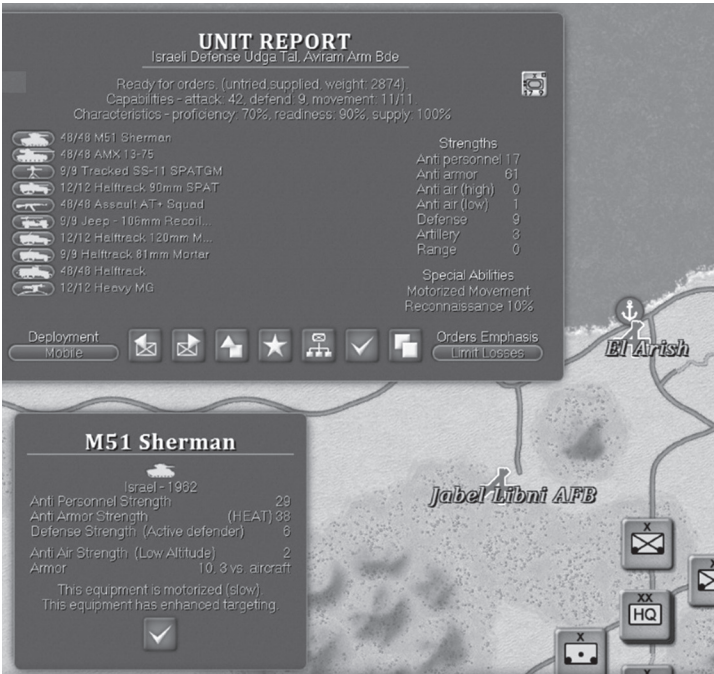 UNIT REPORT
Israeli Defense Udga Tal, Aviram Arm Bde
Ready for orders, (untried.supplied, weight: 2874).
Capabilities - attack: 42, defend: 9, movement: 11/11.
Characteristics - proficiency: 70%, readiness: 90%, supply: 100%
48/48 M51 Sherman
48/48 AMX 13-75
9/9 Tracked SS-11 SPATGM
12/12 Halftrack 90mm SPAT
48/48 Assault AT+ Squad
9/9 Jeep - 106mm Recoil...
12/12 Halftrack 120mm M...
9/9 Halftrack 81mm Mortar
48/48 Halftrack
12/12 Heavy MG
Strengths
Anti personnel 17
Anti armor 61
Anti air (high) 0
Anti air (low) 1
Defense 9
Artillery 3
Range 0
Special Abilities
Motorized Movement
Reconnaissance 10%
Deployment
Mobile
Orders Emphasis
Limit Losses
El Arish
M51 Sherman
Israel - 1962
Anti Personnel Strength 29
Anti Armor Strength (HEAT) 38
Defense Strength (Active defender) 6
Anti Air Strength (Low Altitude) 2
Armor 10, 3 vs. aircraft
This equipment is motorized (slow).
This equipment has enhanced targeting.
Jabel Libni AFB
X
XX
HQ
XX
X